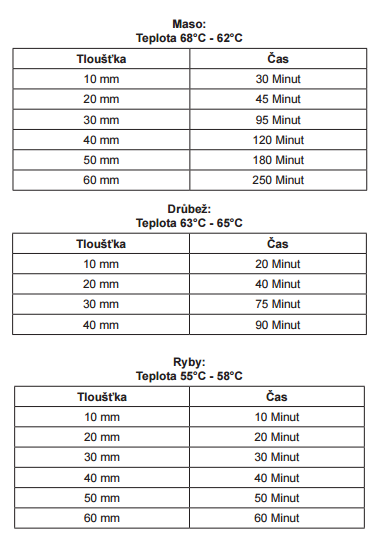 Maso:
Teplota 68°C - 62°C
Tloušťka Čas
10 mm 30 Minut
20 mm 45 Minut
30 mm 95 Minut
40 mm 120 Minut
50 mm 180 Minut
60 mm 250 Minut
Drůbež:
Teplota 63°C - 65°C
Tloušťka Čas
10 mm 20 Minut
20 mm 40 Minut
30 mm 75 Minut
40 mm 90 Minut
Ryby:
Teplota 55°C - 58°C
Tloušťka Čas
10 mm 10 Minut
20 mm 20 Minut
30 mm 30 Minut
40 mm 40 Minut
50 mm 50 Minut
60 mm 60 Minut